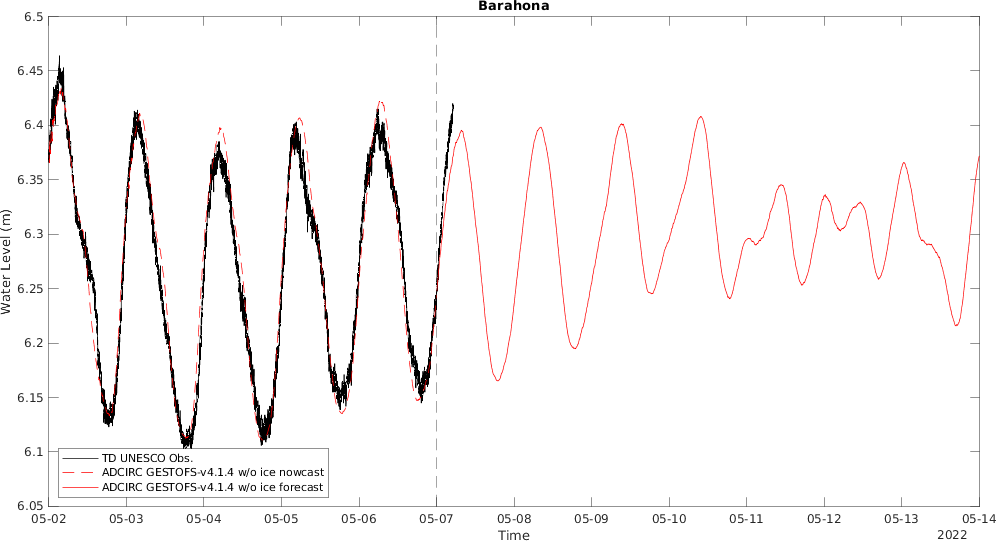 Barahona
6.5
6.45
6.4
6.35
6.3
6.25
6.2
6.15
6.1
6.05
Water Level (m)
TD UNESCO Obs.
ADCIRC GESTOFS-v4.1.4 w/o ice nowcast
ADCIRC GESTOFS-v4.1.4 w/o ice forecast
05-02 05-03 05-04 05-05 05-06 05-07 05-08 05-09 05-10 05-11 05-12 05-13 05-14
Time
2022